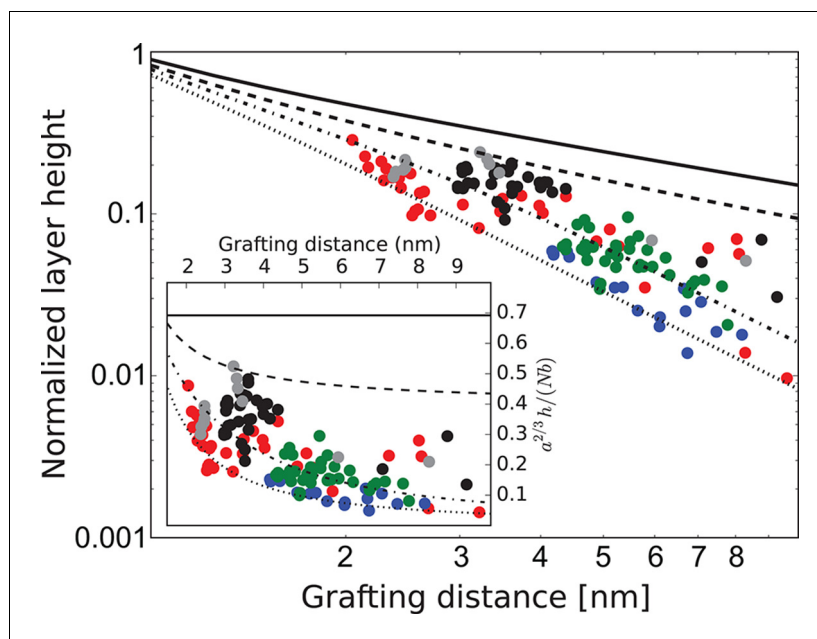 1
0.1
0.01
0.001
Normalized layer height
2 3 4 5 6 7 8
Grafting distance [nm]
Grafting distance (nm)
2 3 4 5 6 7 8 9
0.7
0.6
0.5
0.4
0.3
0.2
0.1
a^{2/3} h/(Nb)